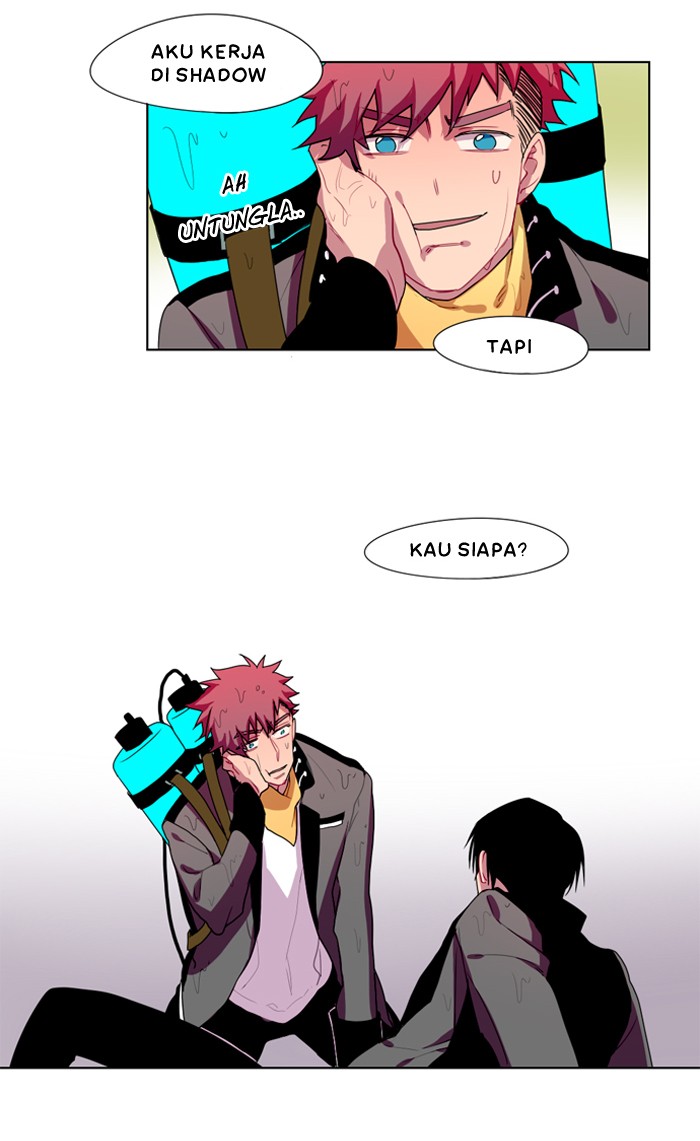 AKU KERJA
DI SHADOW
AH
UNTUNGLA..
TAPI
KAU SIAPA?